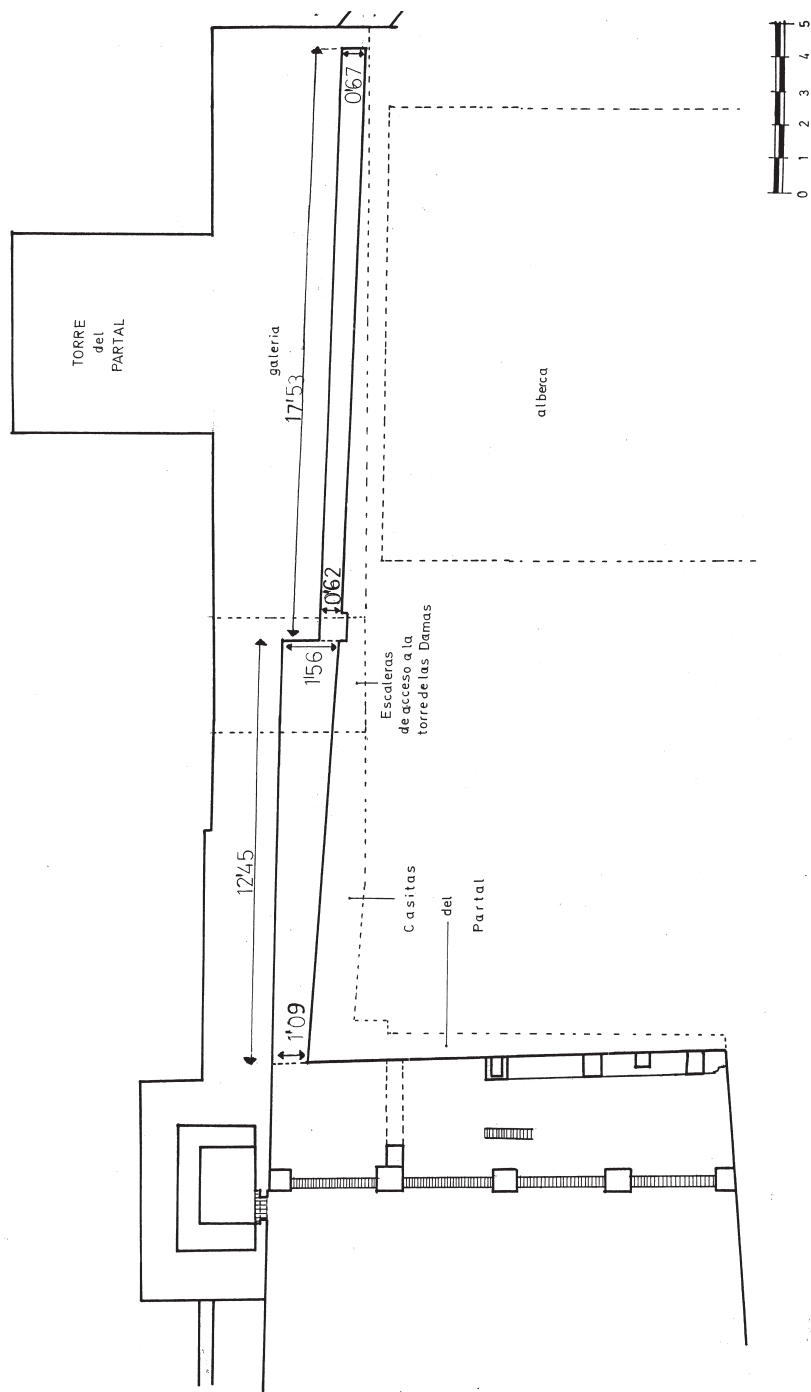 0 1 2 3 4 5
0'67
TORRE
del
PARTAL
galeria
17'53
alberca
0'62
1'56
Escaleras
de acceso a la
torre de las Damas
12'45
Casitas
del
Partal
1'09